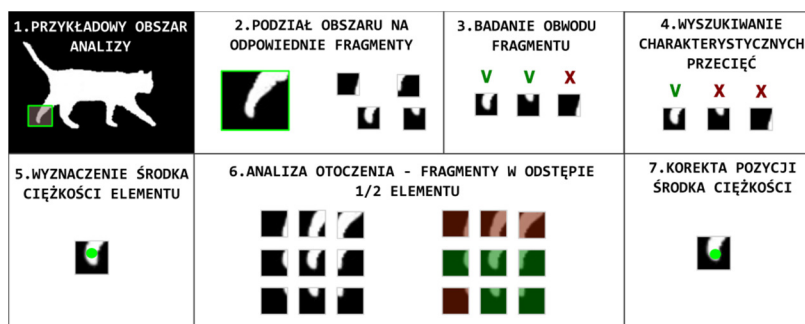 1.PRZYKŁADOWY OBSZAR
ANALIZY
2.PODZIAŁ OBSZARU NA
ODPOWIEDNIE FRAGMENTY
3.BADANIE OBWODU
FRAGMENTU
V V X
4.WYSZUKIWANIE
CHARAKTERYSTYCZNYCH
PRZECIĘĆ
V X X
5.WYZNACZENIE ŚRODKA
CIĘŻKOŚCI ELEMENTU
6.ANALIZA OTOCZENIA - FRAGMENTY W ODSTĘPIE
1/2 ELEMENTU
7.KOREKTA POZYCJI
ŚRODKA CIĘŻKOŚCI